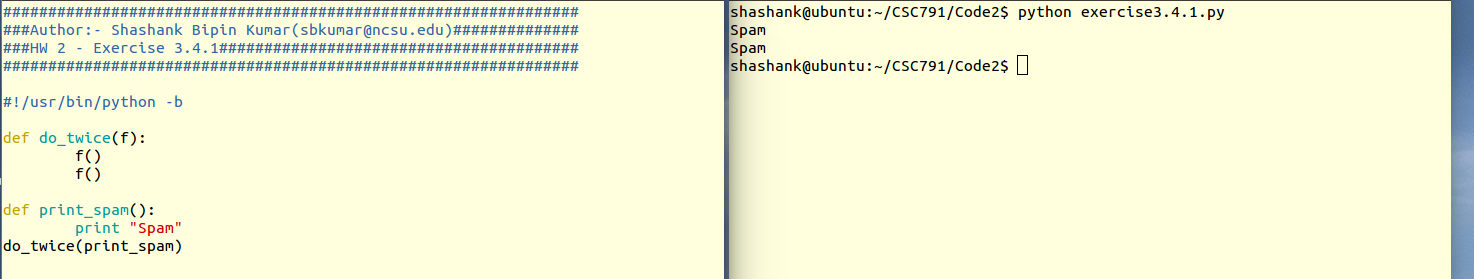 ################################################################
###Author:- Shashank Bipin Kumar(sbkumar@ncsu.edu)##############
###HW 2 - Exercise 3.4.1########################################
################################################################
#!/usr/bin/python -b
def do_twice(f):
        f()
        f()
def print_spam():
        print "Spam"
do_twice(print_spam)
shashank@ubuntu:~/CSC791/Code2$ python exercise3.4.1.py
Spam
Spam
shashank@ubuntu:~/CSC791/Code2$